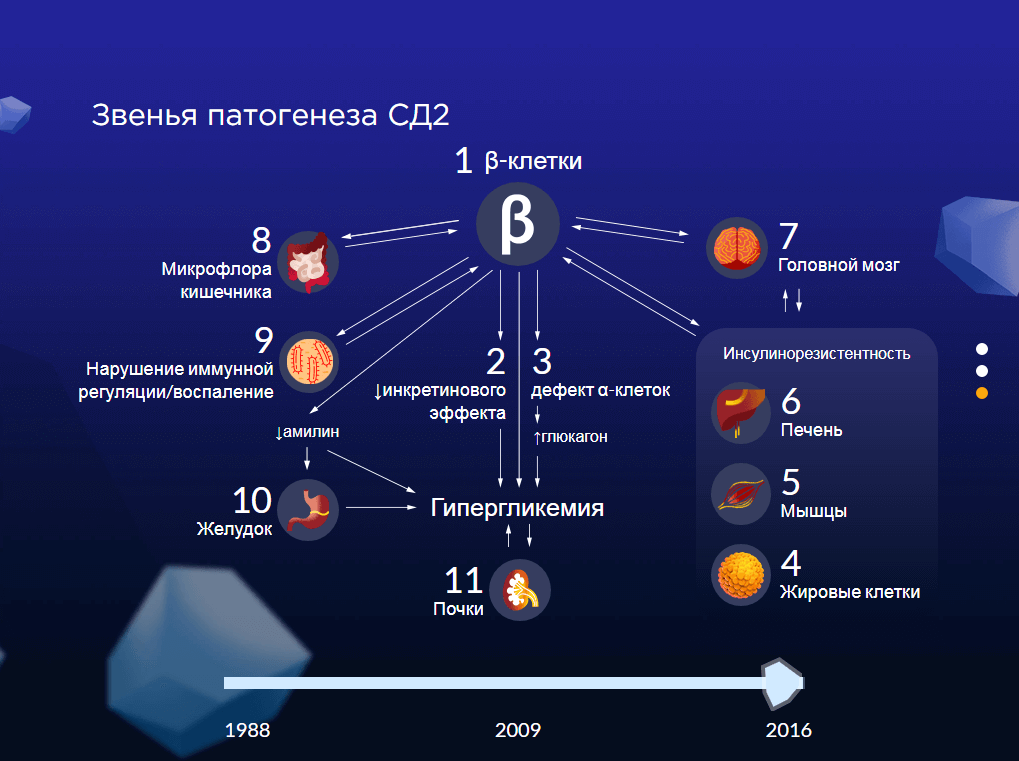 Звенья патогенеза СД2
1 β-клетки
β
8
Микрофлора
кишечника
7
Головной мозг
9
Нарушение иммунной
регуляции/воспаление
2
↓инкретинового
эффекта
3
дефект α-клеток
↑глюкагон
Инсулинорезистентность
6
Печень
5
Мышцы
4
Жировые клетки
↓амилин
10
Желудок
Гипергликемия
11
Почки
1988
2009
2016